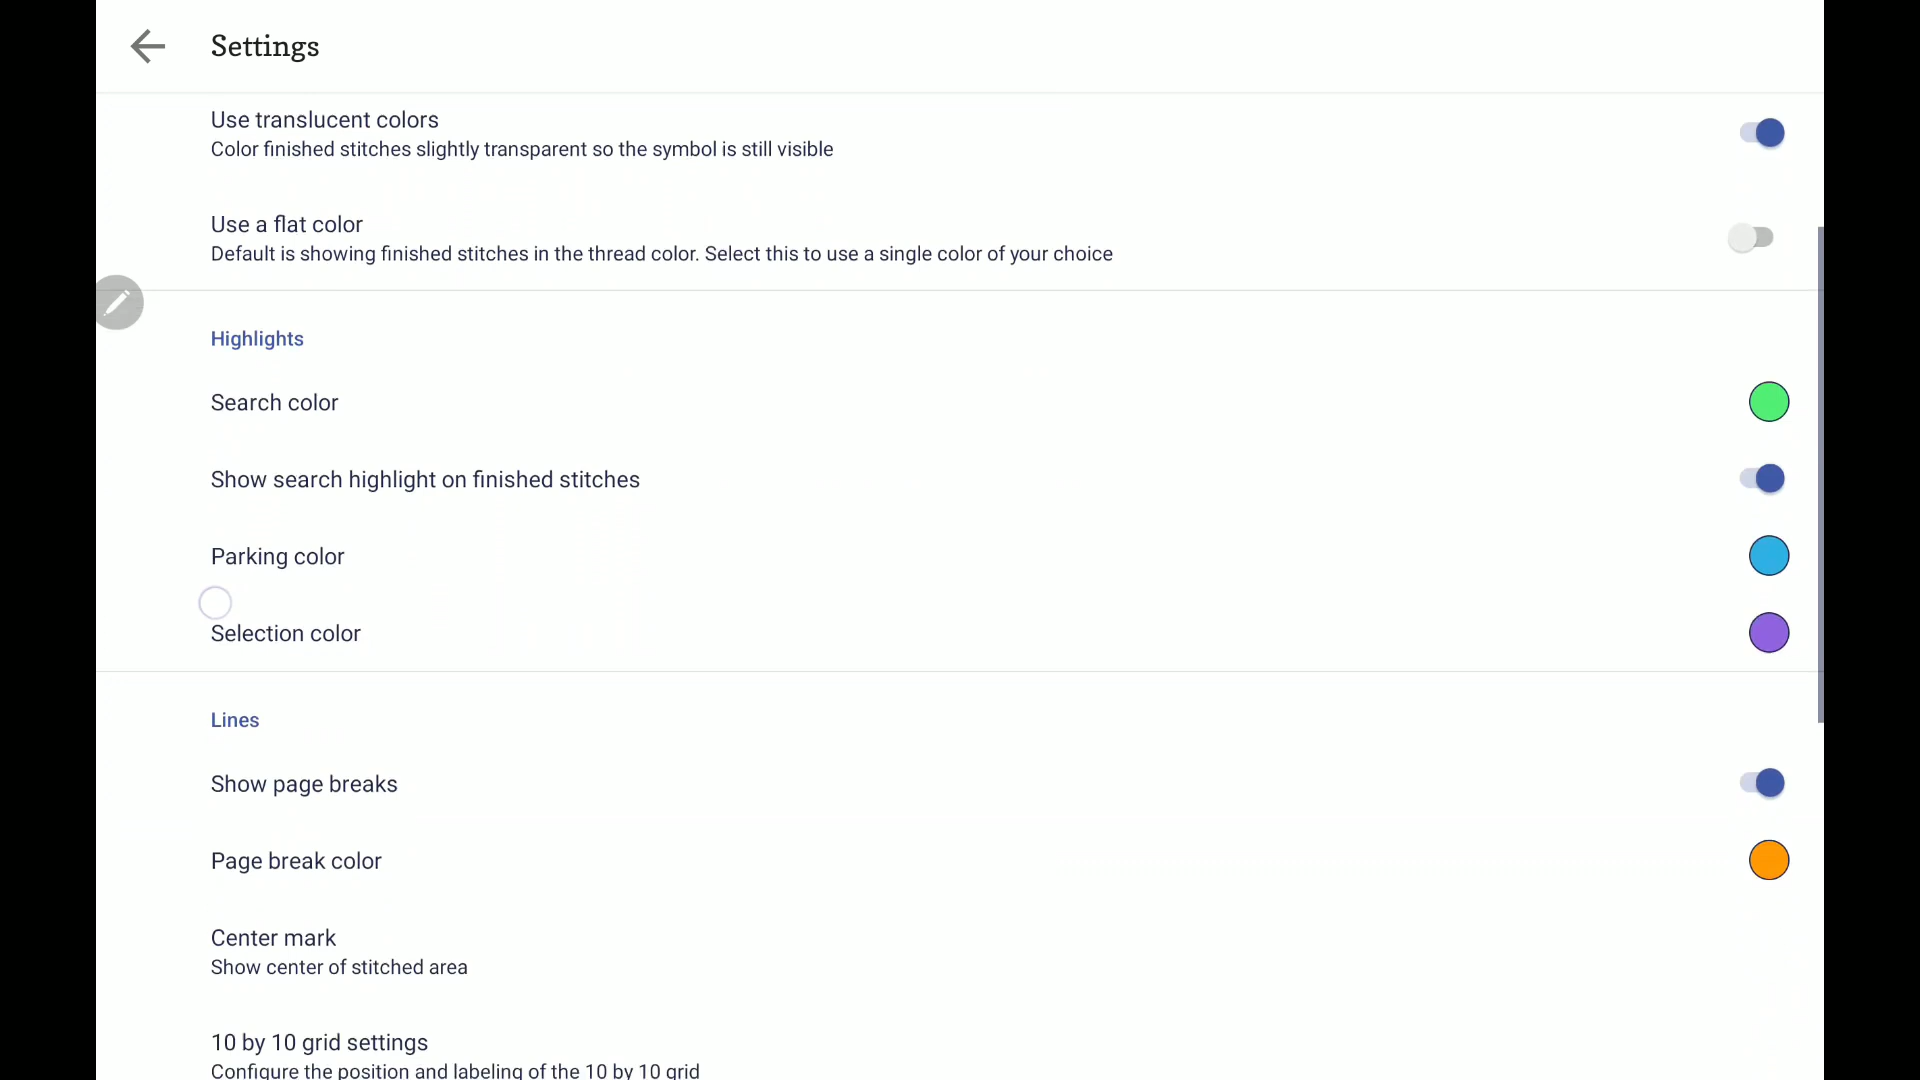 Settings
Use translucent colors
Color finished stitches slightly transparent so the symbol is still visible
Use a flat color
Default is showing finished stitches in the thread color. Select this to use a single color of your choice
Highlights
Search color
Show search highlight on finished stitches
Parking color
Selection color
Lines
Show page breaks
Page break color
Center mark
Show center of stitched area
10 by 10 grid settings
Configure the position and labeling of the 10 by 10 grid